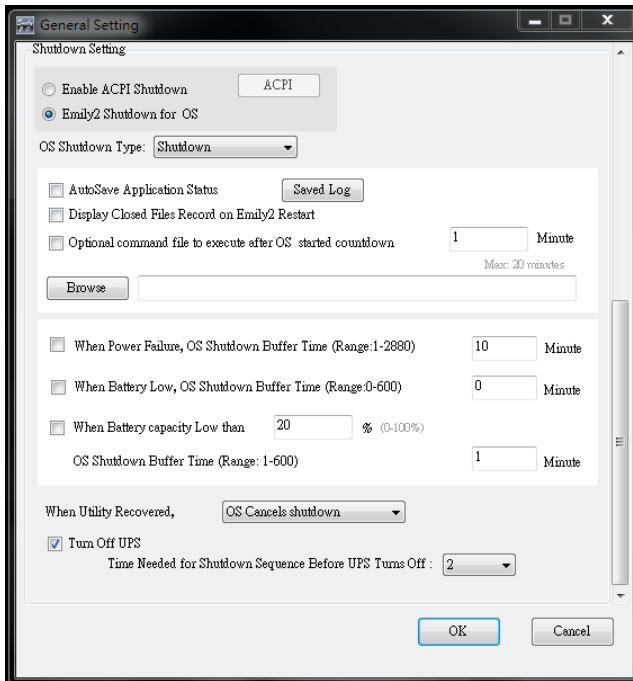 General Setting
Shutdown Setting
Enable ACPI Shutdown
ACPI
Emily2 Shutdown for OS
OS Shutdown Type: Shutdown
AutoSave Application Status
Saved Log
Display Closed Files Record on Emily2 Restart
Optional command file to execute after OS started countdown
1 Minute
Max: 20 minutes
Browse
When Power Failure, OS Shutdown Buffer Time (Range:1-2880) 10 Minute
When Battery Low, OS Shutdown Buffer Time (Range:0-600) 0 Minute
When Battery capacity Low than 20 % (0-100%)
OS Shutdown Buffer Time (Range: 1-600) 1 Minute
When Utility Recovered, OS Cancels shutdown
Turn Off UPS
Time Needed for Shutdown Sequence Before UPS Turns Off : 2
OK Cancel